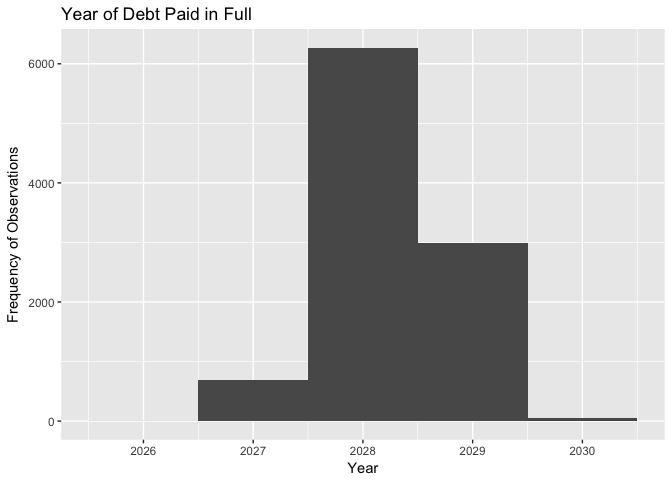 Year of Debt Paid in Full
Frequency of Observations
6000
4000
2000
0
2026 2027 2028 2029 2030
Year